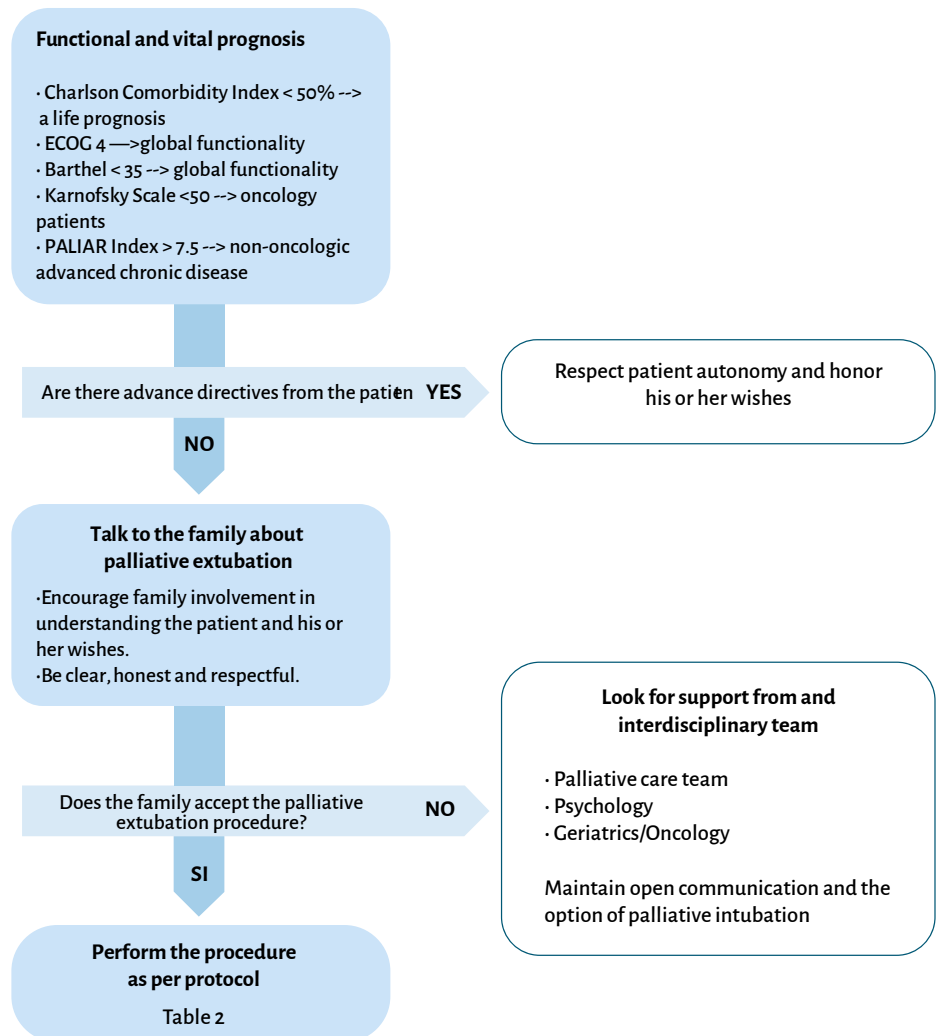 Functional and vital prognosis
· Charlson Comorbidity Index < 50% -->
a life prognosis
· ECOG 4 —>global functionality
· Barthel < 35 --> global functionality
· Karnofsky Scale <50 --> oncology
patients
· PALIAR Index > 7.5 --> non-oncologic
advanced chronic disease
Are there advance directives from the patien YES
Respect patient autonomy and honor
his or her wishes
NO
Talk to the family about
palliative extubation
·Encourage family involvement in
understanding the patient and his or
her wishes.
·Be clear, honest and respectful.
Does the family accept the palliative
extubation procedure?
NO
Look for support from and
interdisciplinary team
· Palliative care team
· Psychology
· Geriatrics/Oncology
Maintain open communication and the
option of palliative intubation
SI
Perform the procedure
as per protocol
Table 2